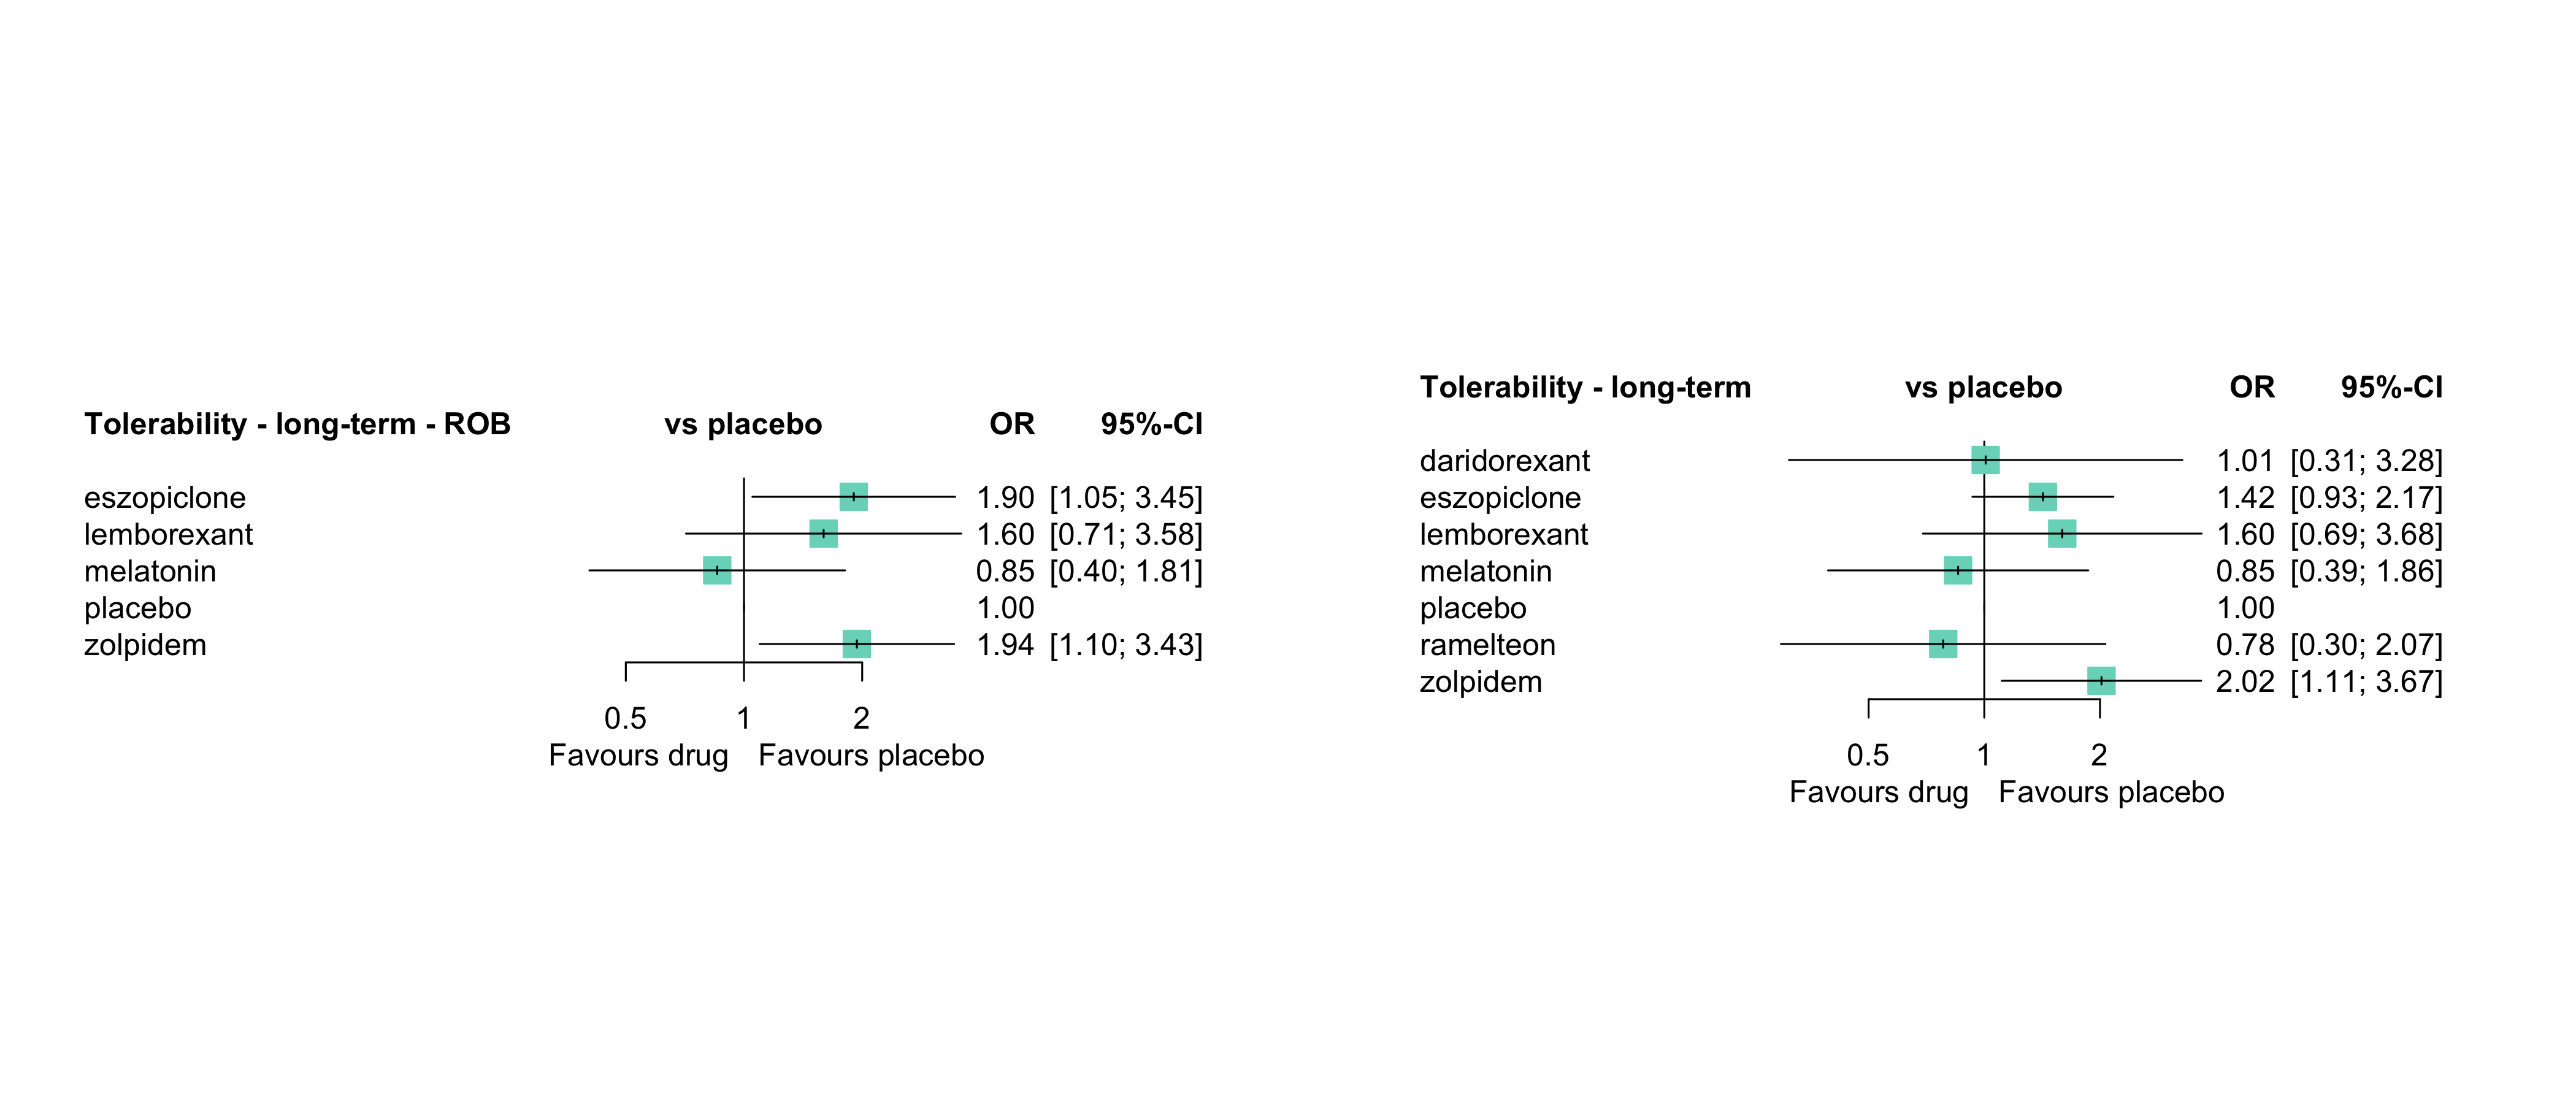 Tolerability - long-term - ROB vs placebo OR 95%-CI
eszopiclone 1.90 [1.05; 3.45]
lemborexant 1.60 [0.71; 3.58]
melatonin 0.85 [0.40; 1.81]
placebo 1.00
zolpidem 1.94 [1.10; 3.43]
0.5 1 2
Favours drug Favours placebo
Tolerability - long-term vs placebo OR 95%-CI
daridorexant 1.01 [0.31; 3.28]
eszopiclone 1.42 [0.93; 2.17]
lemborexant 1.60 [0.69; 3.68]
melatonin 0.85 [0.39; 1.86]
placebo 1.00
ramelteon 0.78 [0.30; 2.07]
zolpidem 2.02 [1.11; 3.67]
0.5 1 2
Favours drug Favours placebo